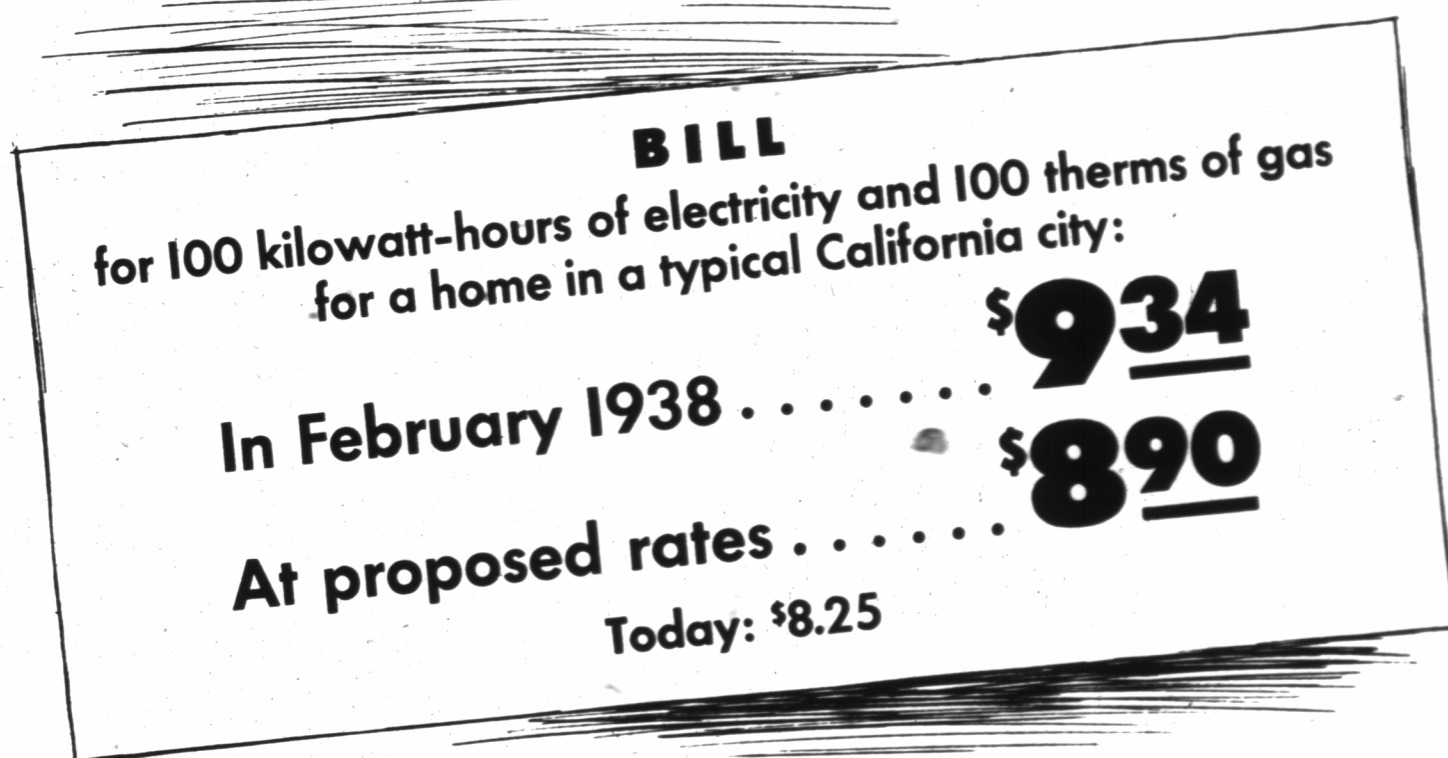 BILL
for 100 kilowatt-hours of electricity and 100 therms of gas
for a home in a typical California city:
In February 1938 . . . . . . . $9 34
At proposed rates . . . . . . $8 90
Today: $8.25